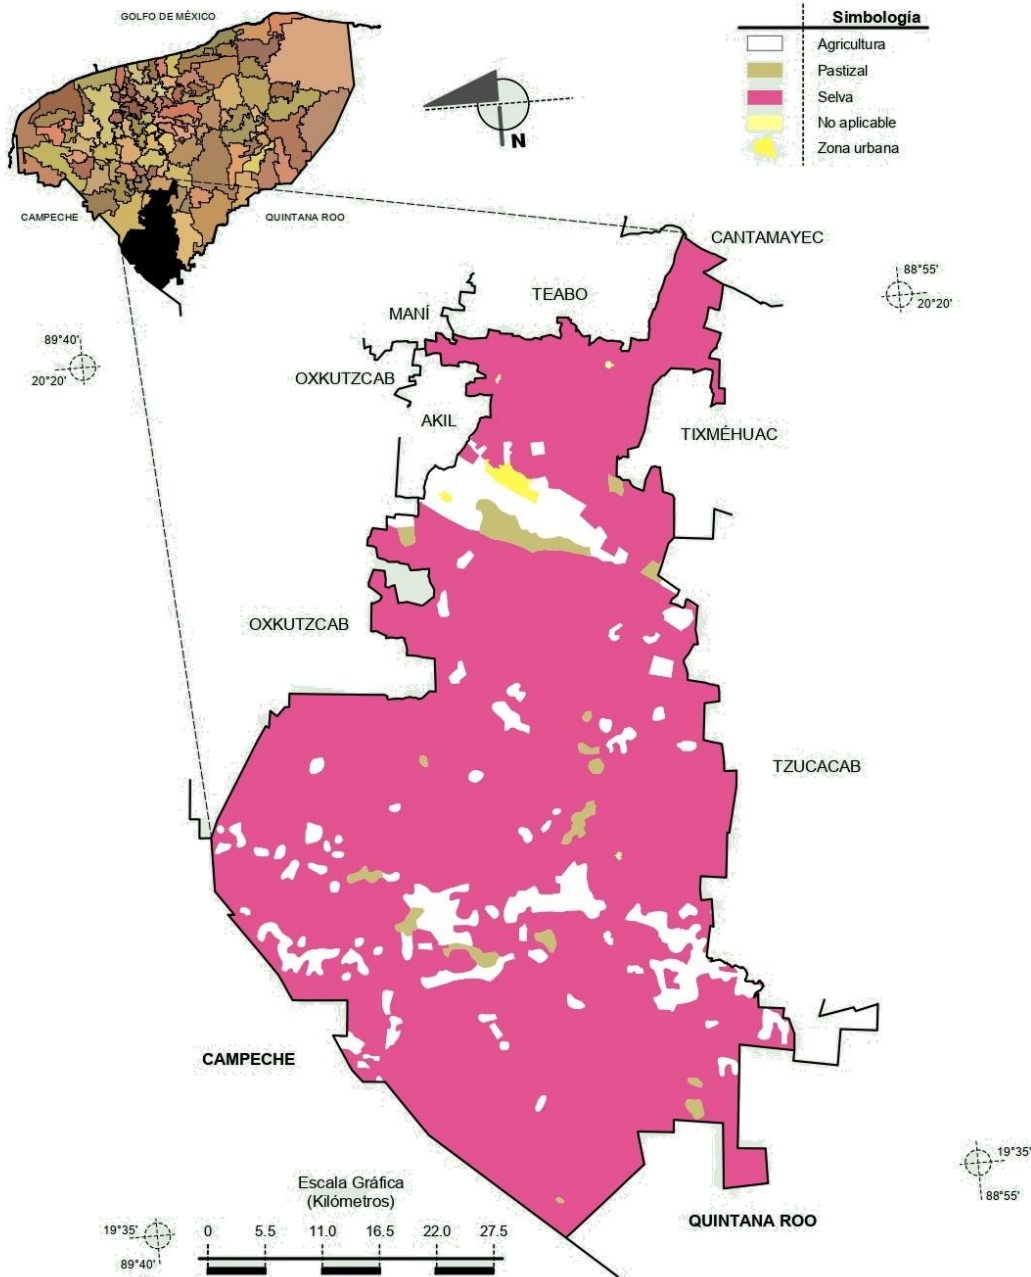 GOLFO DE MÉXICO
CAMPECHE
QUINTANA ROO
N
Simbología
Agricultura
Pastizal
Selva
No aplicable
Zona urbana
CANTAMAYEC
88°55'
20°20'
TEABO
MANÍ
89°40'
20°20'
OXKUTZCAB
AKIL
TIXMÉHUAC
OXKUTZCAB
TZUCACAB
CAMPECHE
19°35'
88°55'
QUINTANA ROO
Escala Gráfica
(Kilómetros)
19°35'
89°40'
0 5.5 11.0 16.5 22.0 27.5